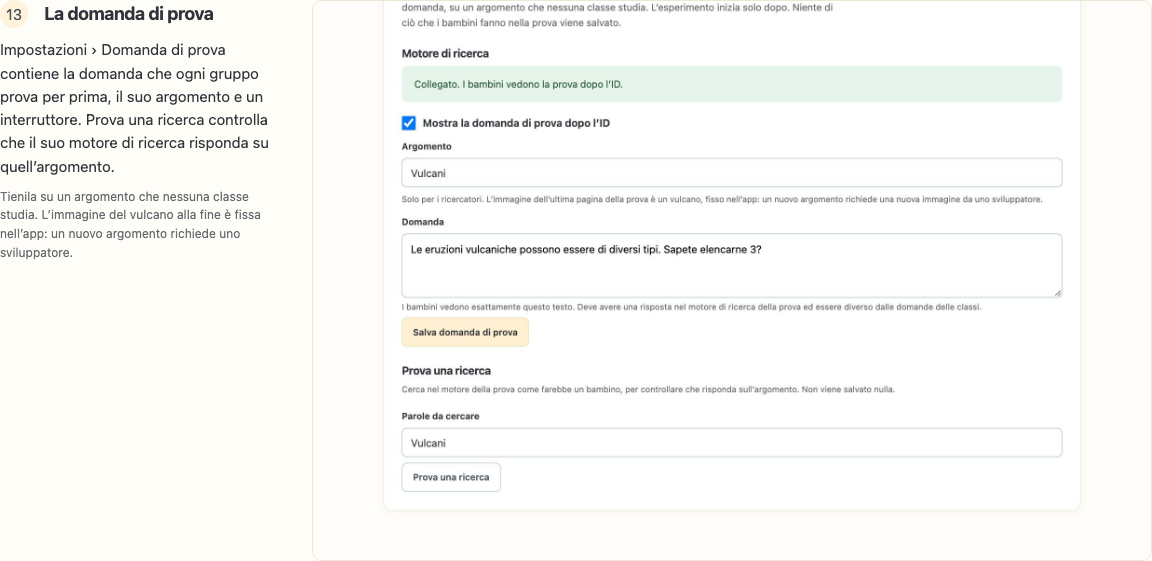 13 La domanda di prova
Impostazioni › Domanda di prova
contiene la domanda che ogni gruppo
prova per prima, il suo argomento e un
interruttore. Prova una ricerca controlla
che il suo motore di ricerca risponda su
quell’argomento.
Tienila su un argomento che nessuna classe
studia. L’immagine del vulcano alla fine è fissa
nell’app: un nuovo argomento richiede uno
sviluppatore.
domanda, su un argomento che nessuna classe studia. L’esperimento inizia solo dopo. Niente di
ciò che i bambini fanno nella prova viene salvato.
Motore di ricerca
Collegato. I bambini vedono la prova dopo l’ID.
Mostra la domanda di prova dopo l’ID
Argomento
Vulcani
Solo per i ricercatori. L’immagine dell’ultima pagina della prova è un vulcano, fisso nell’app: un nuovo argomento richiede una nuova immagine da uno sviluppatore.
Domanda
Le eruzioni vulcaniche possono essere di diversi tipi. Sapete elencarne 3?
I bambini vedono esattamente questo testo. Deve avere una risposta nel motore di ricerca della prova ed essere diverso dalle domande delle classi.
Salva domanda di prova
Prova una ricerca
Cerca nel motore della prova come farebbe un bambino, per controllare che risponda sull’argomento. Non viene salvato nulla.
Parole da cercare
Vulcani
Prova una ricerca